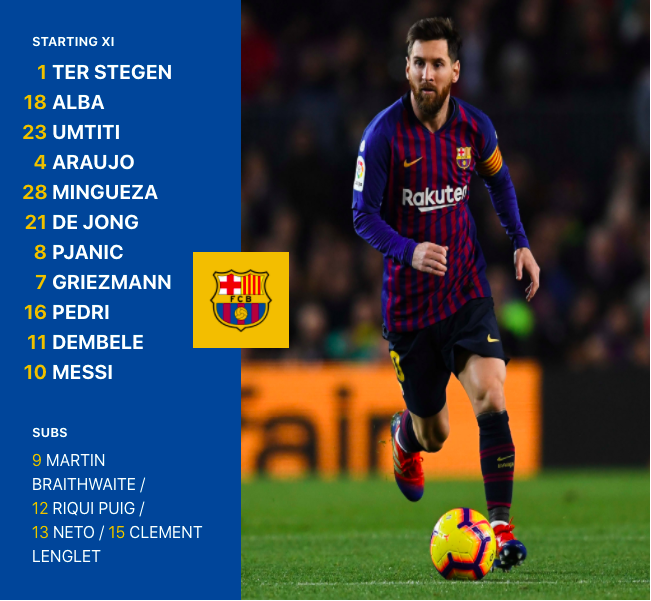 STARTING XI
1 TER STEGEN
18 ALBA
23 UMTITI
4 ARAUJO
28 MINGUEZA
21 DE JONG
8 PJANIC
7 GRIEZMANN
16 PEDRI
11 DEMBELE
10 MESSI
SUBS
9 MARTIN
BRAITHWAITE /
12 RIQUI PUIG /
13 NETO / 15 CLEMENT
LENGLET
FCB
Rakuten
fair